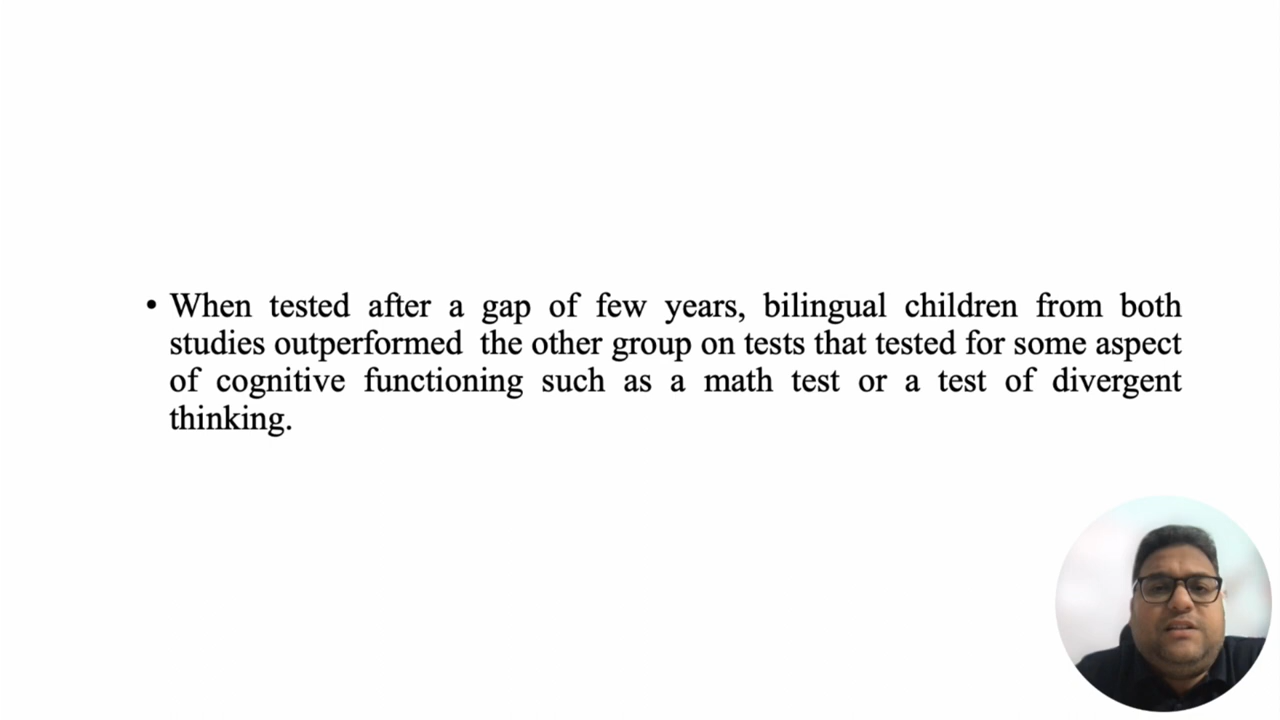 • When tested after a gap of few years, bilingual children from both
studies outperformed the other group on tests that tested for some aspect
of cognitive functioning such as a math test or a test of divergent
thinking.